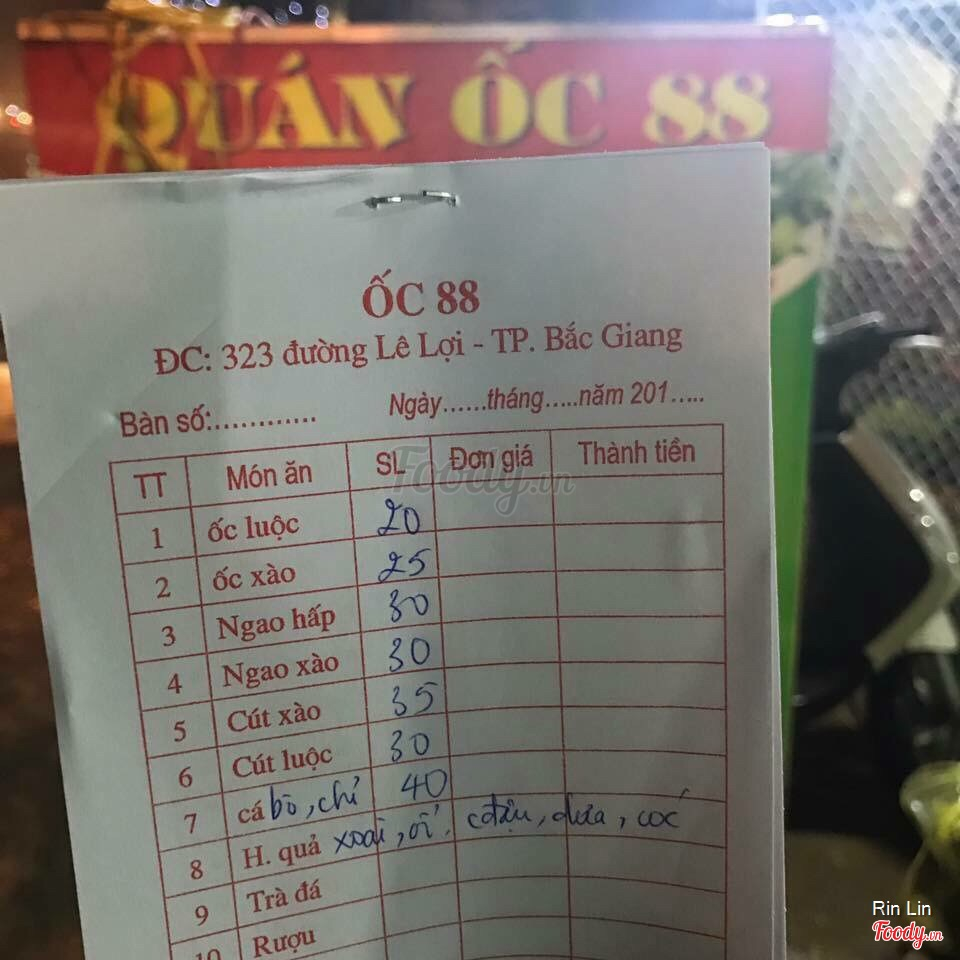 QUÁN ỐC 88
ỐC 88
ĐC: 323 đường Lê Lợi - TP. Bắc Giang
Bàn số:............. Ngày......tháng.....năm 201.....
TT Món ăn SL Đơn giá Thành tiền
1 ốc luộc 20
2 ốc xào 25
3 Ngao hấp 30
4 Ngao xào 30
5 Cút xào 35
6 Cút luộc 30
7 cá bò, chỉ 40
8 H. quả xoài, ổi, cđậu, dưa, cóc
9 Trà đá
10 Rượu
Foody.vn
Rin Lin
Foody.vn